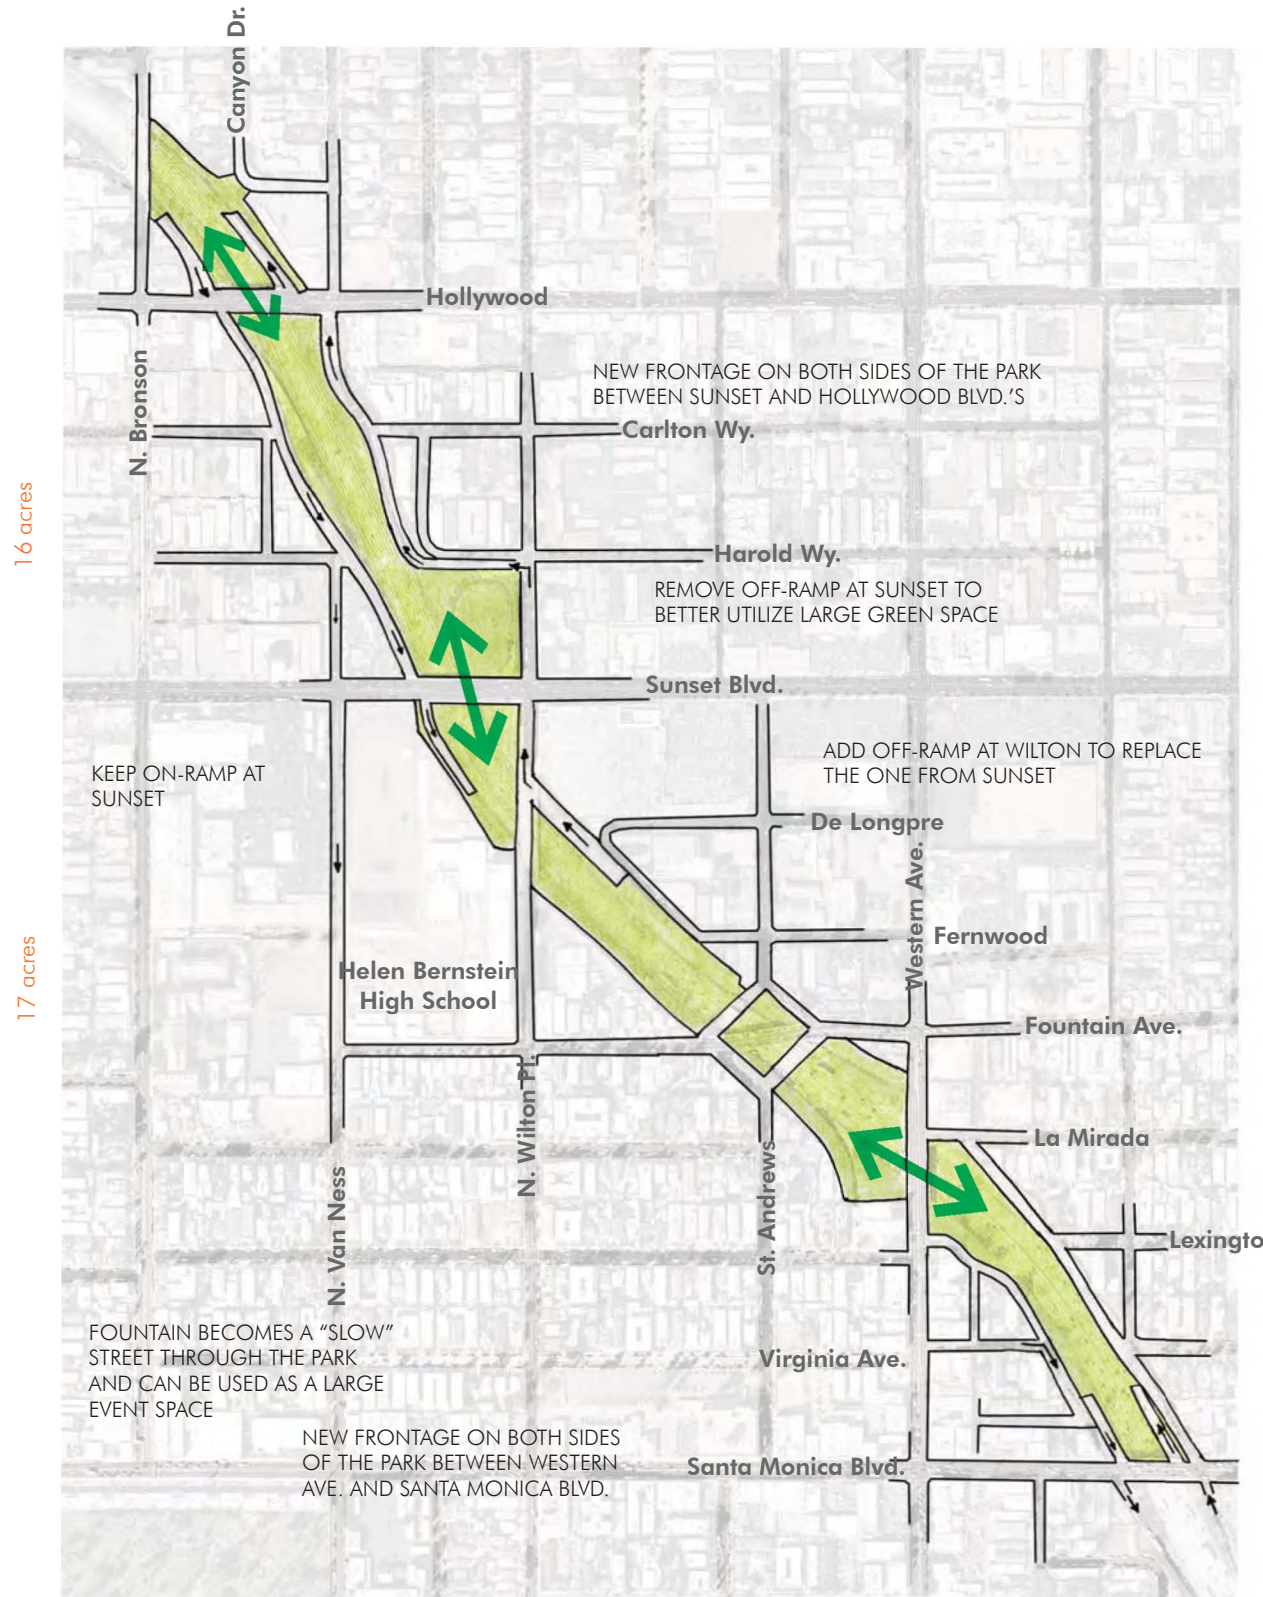 Canyon Dr.
Hollywood
N. Bronson
NEW FRONTAGE ON BOTH SIDES OF THE PARK
BETWEEN SUNSET AND HOLLYWOOD BLVD.'S
Carlton Wy.
16 acres
Harold Wy.
REMOVE OFF-RAMP AT SUNSET TO
BETTER UTILIZE LARGE GREEN SPACE
Sunset Blvd.
KEEP ON-RAMP AT
SUNSET
ADD OFF-RAMP AT WILTON TO REPLACE
THE ONE FROM SUNSET
De Longpre
Western Ave.
Fernwood
17 acres
Helen Bernstein
High School
Fountain Ave.
N. Wilton Pl.
La Mirada
St. Andrews
N. Van Ness
Lexingto
FOUNTAIN BECOMES A “SLOW”
STREET THROUGH THE PARK
AND CAN BE USED AS A LARGE
EVENT SPACE
Virginia Ave.
NEW FRONTAGE ON BOTH SIDES
OF THE PARK BETWEEN WESTERN
AVE. AND SANTA MONICA BLVD.
Santa Monica Blvd.